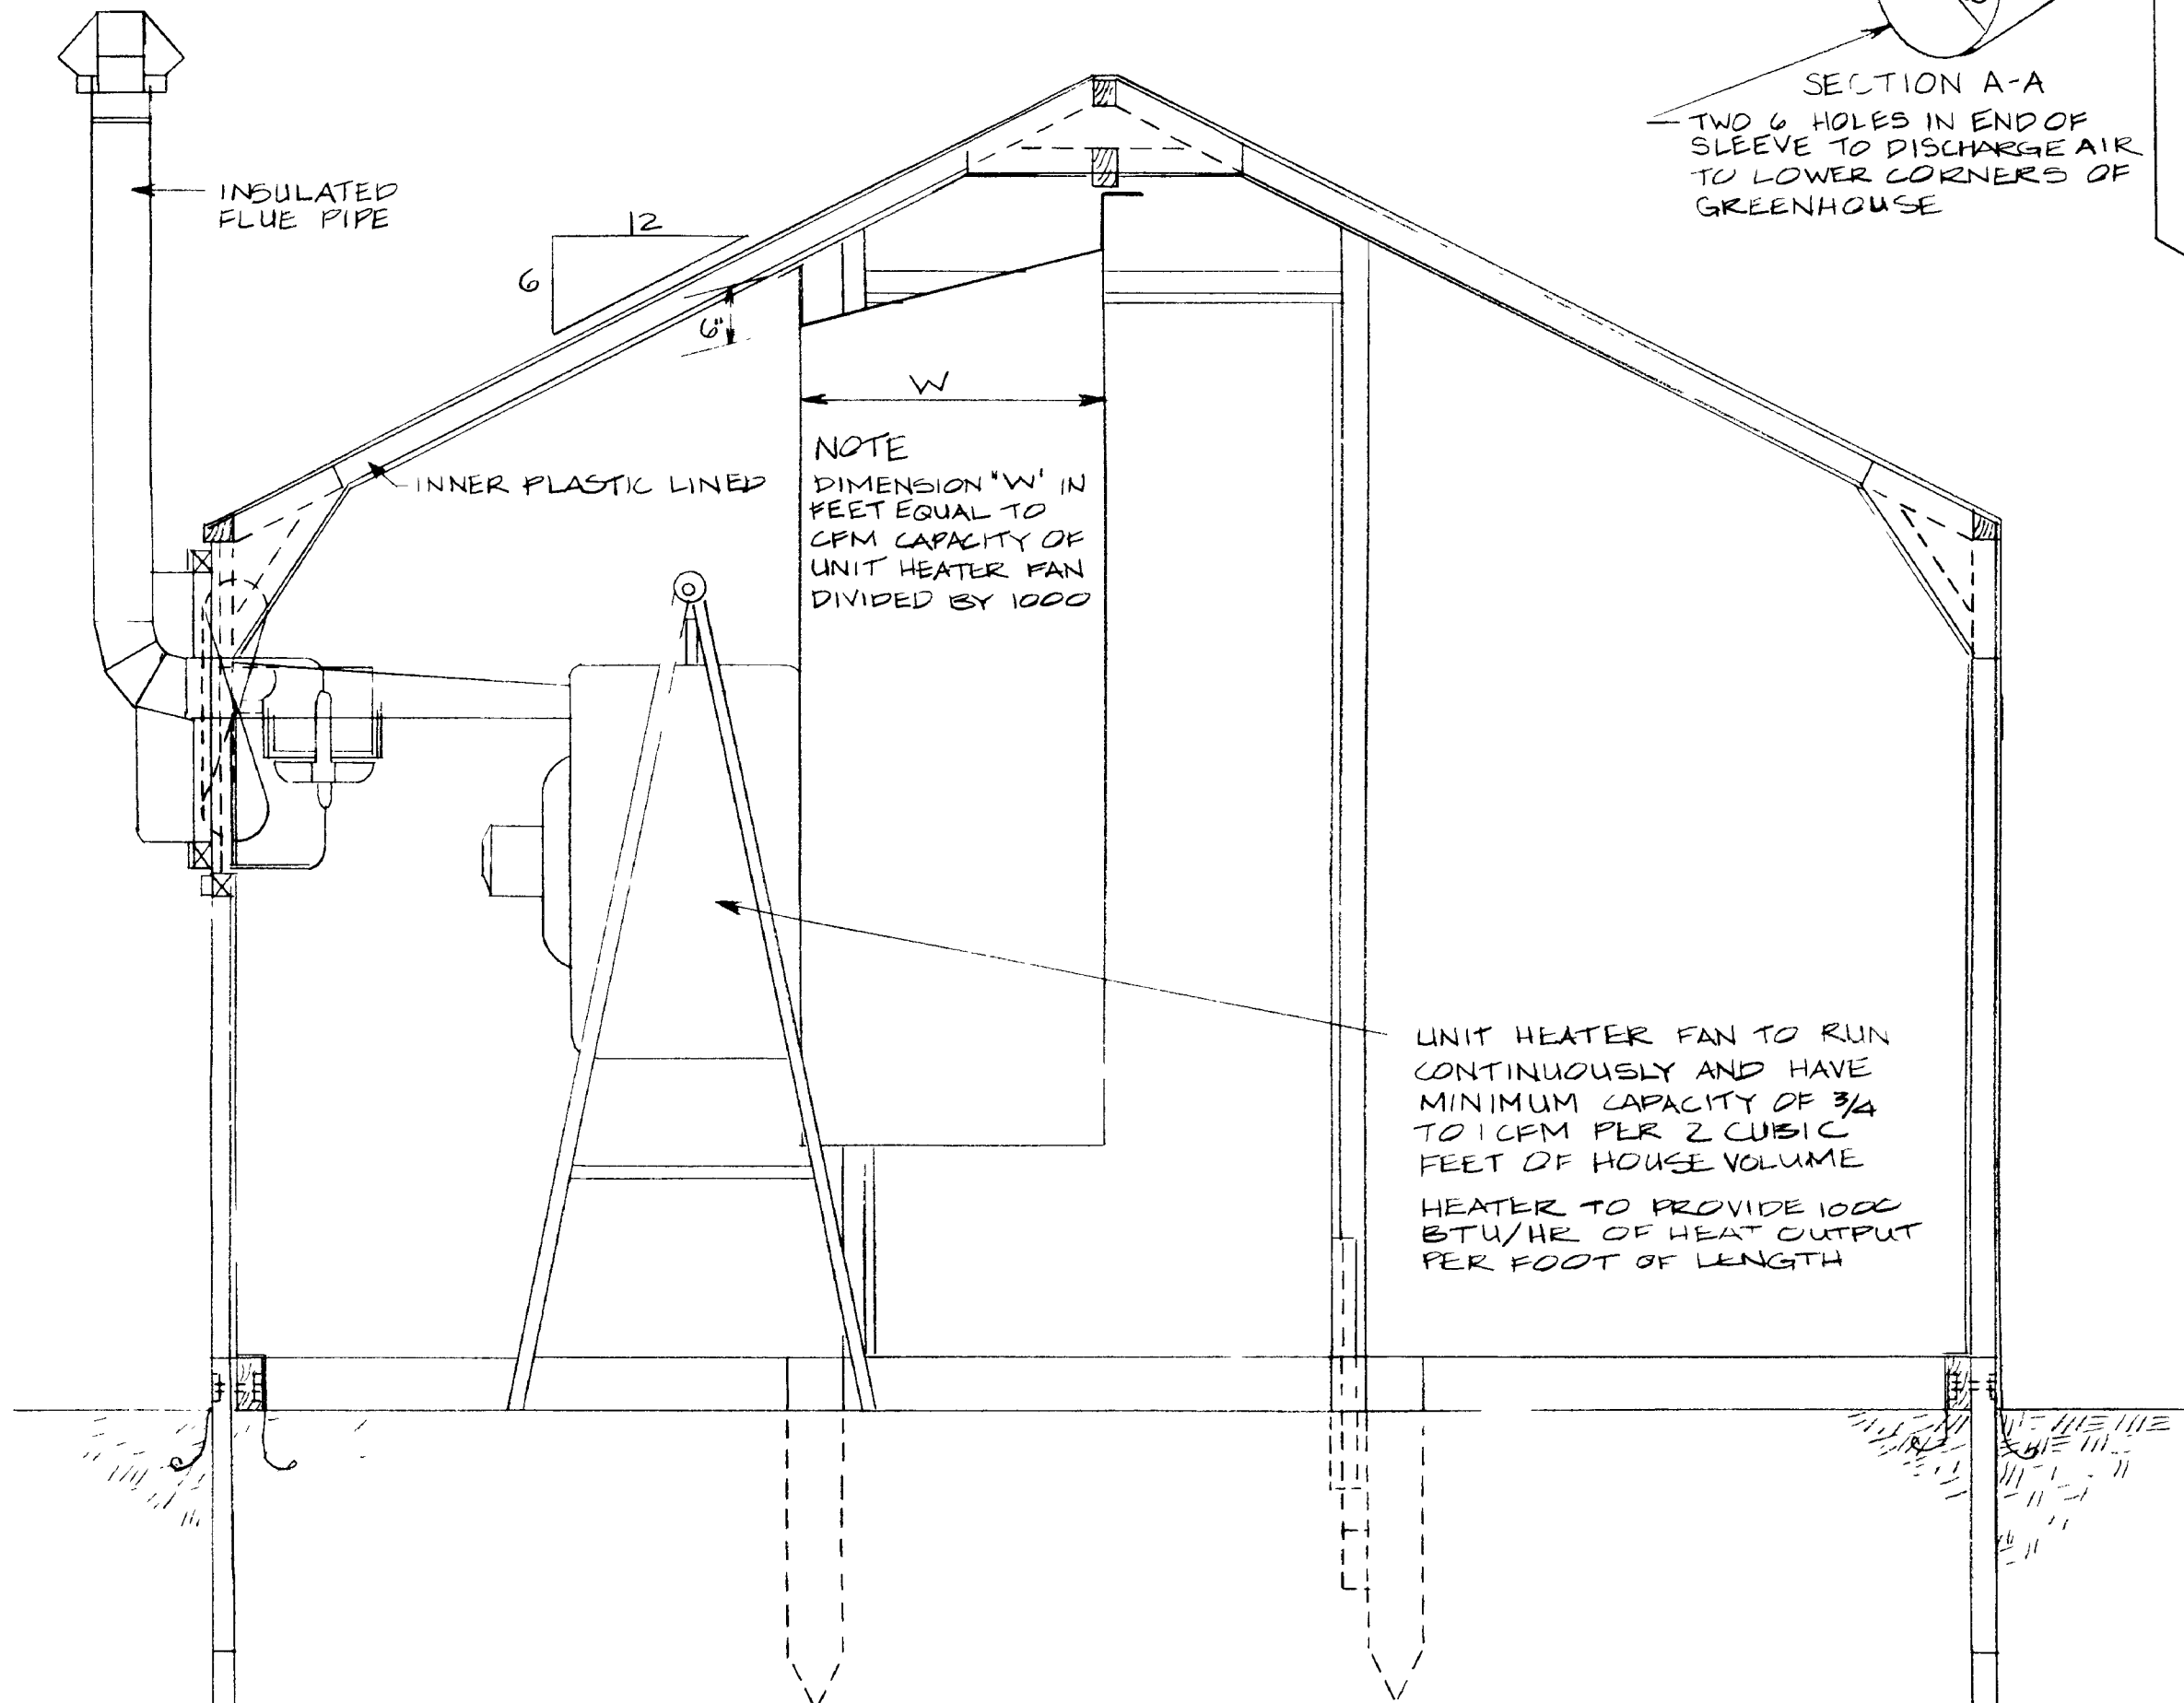 SECTION A-A
TWO 6 HOLES IN END OF
SLEEVE TO DISCHARGE AIR
TO LOWER CORNERS OF
GREENHOUSE
INSULATED
FLUE PIPE
12
6
6"
W
NOTE
DIMENSION "W' IN
FEET EQUAL TO
CFM CAPACITY OF
UNIT HEATER FAN
DIVIDED BY 1000
INNER PLASTIC LINED
UNIT HEATER FAN TO RUN
CONTINUOUSLY AND HAVE
MINIMUM CAPACITY OF 3/4
TO 1 CFM PER 2 CUBIC
FEET OF HOUSE VOLUME
HEATER TO PROVIDE 1000
BTU/HR OF HEAT OUTPUT
PER FOOT OF LENGTH